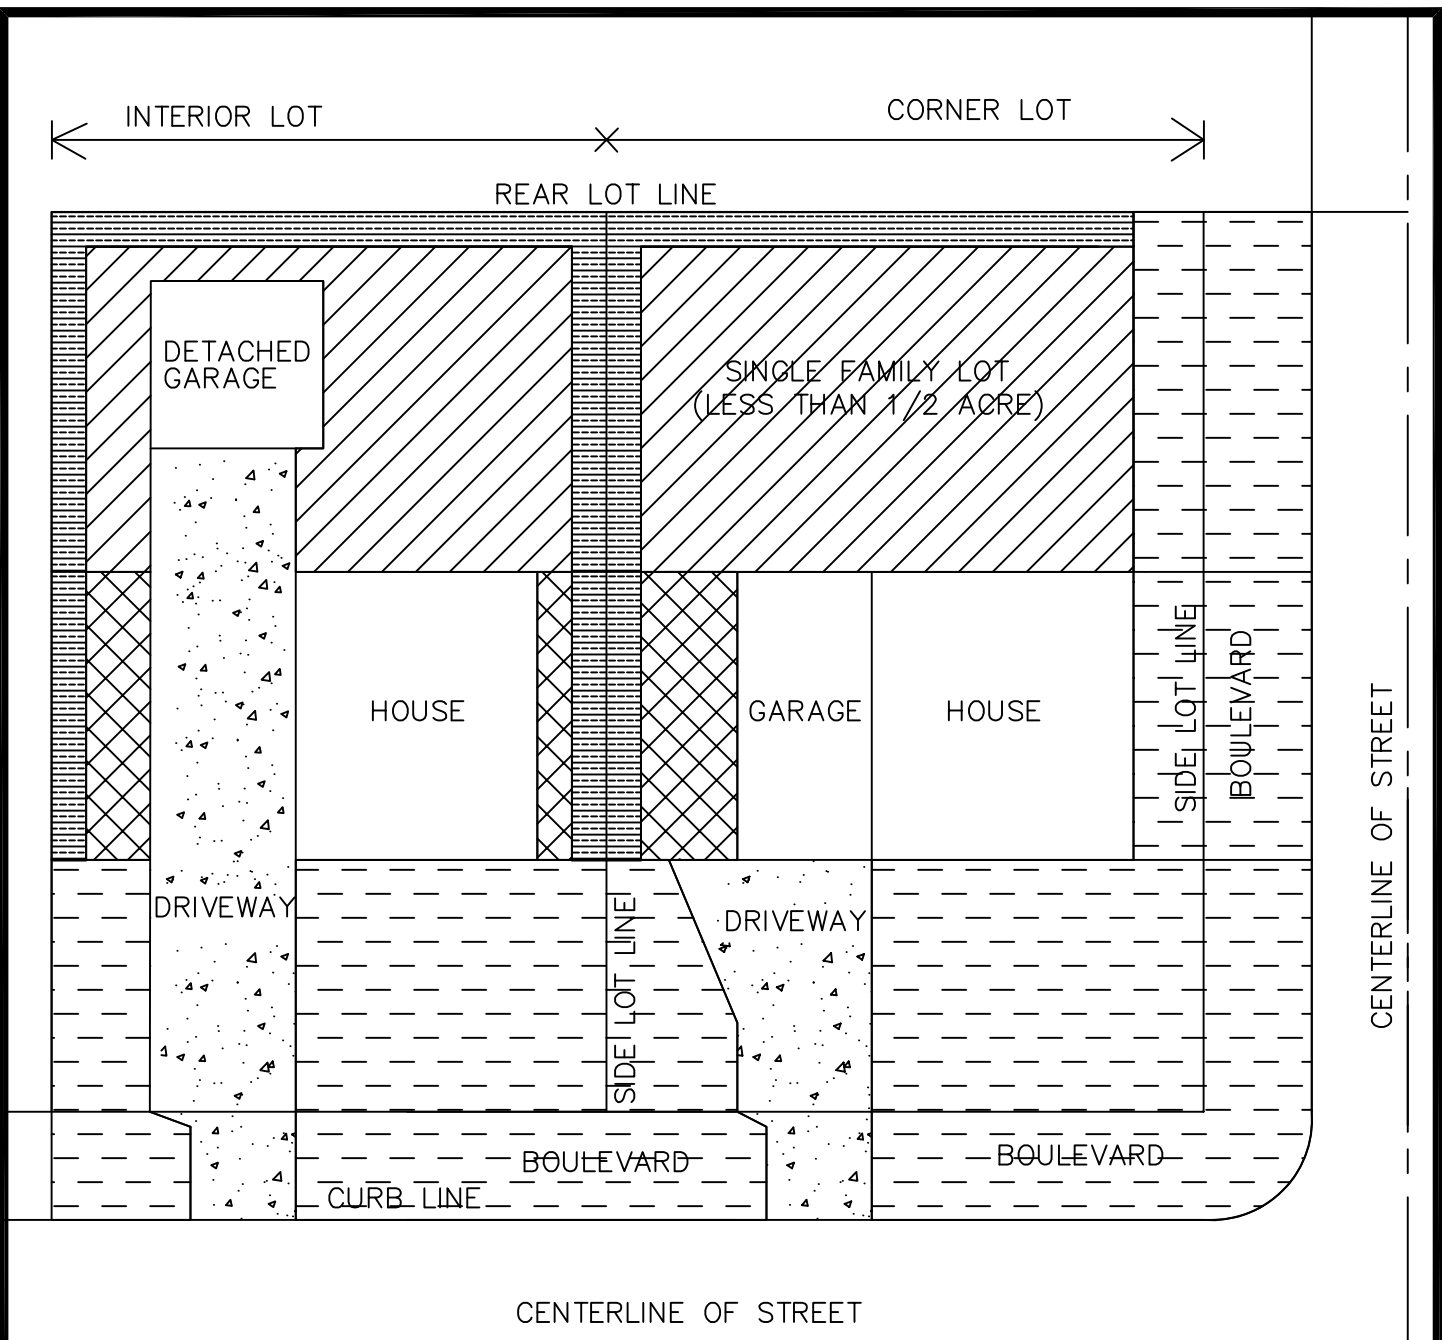 INTERIOR LOT
CORNER LOT
REAR LOT LINE
DETACHED
GARAGE
SINGLE FAMILY LOT
(LESS THAN 1/2 ACRE)
HOUSE
GARAGE
HOUSE
SIDE LOT LINE
BOULEVARD
CENTERLINE OF STREET
DRIVEWAY
SIDE LOT LINE
DRIVEWAY
BOULEVARD
BOULEVARD
CURB LINE
CENTERLINE OF STREET